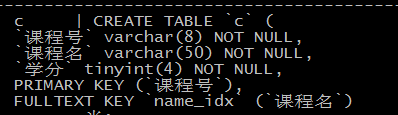 c | CREATE TABLE `c` (
`课程号` varchar(8) NOT NULL,
`课程名` varchar(50) NOT NULL,
`学分` tinyint(4) NOT NULL,
PRIMARY KEY (`课程号`),
FULLTEXT KEY `name_idx` (`课程名`)